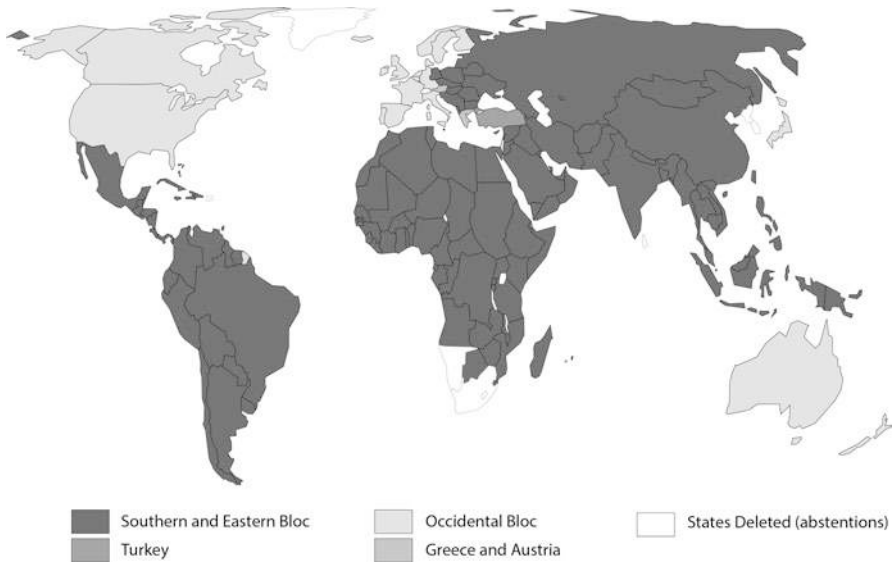 Southern and Eastern Bloc
Occidental Bloc
States Deleted (abstentions)
Turkey
Greece and Austria